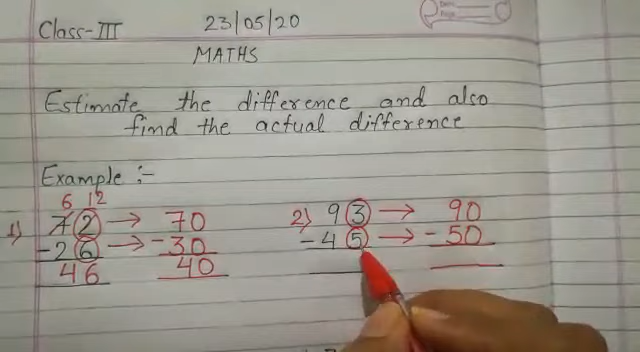 Class-III 23/05/20
MATHS
Estimate the difference and also
find the actual difference
Example :-
6 12
1) 72 → 70 2) 93 → 90
-26 → -30 -45 → -50
46 40